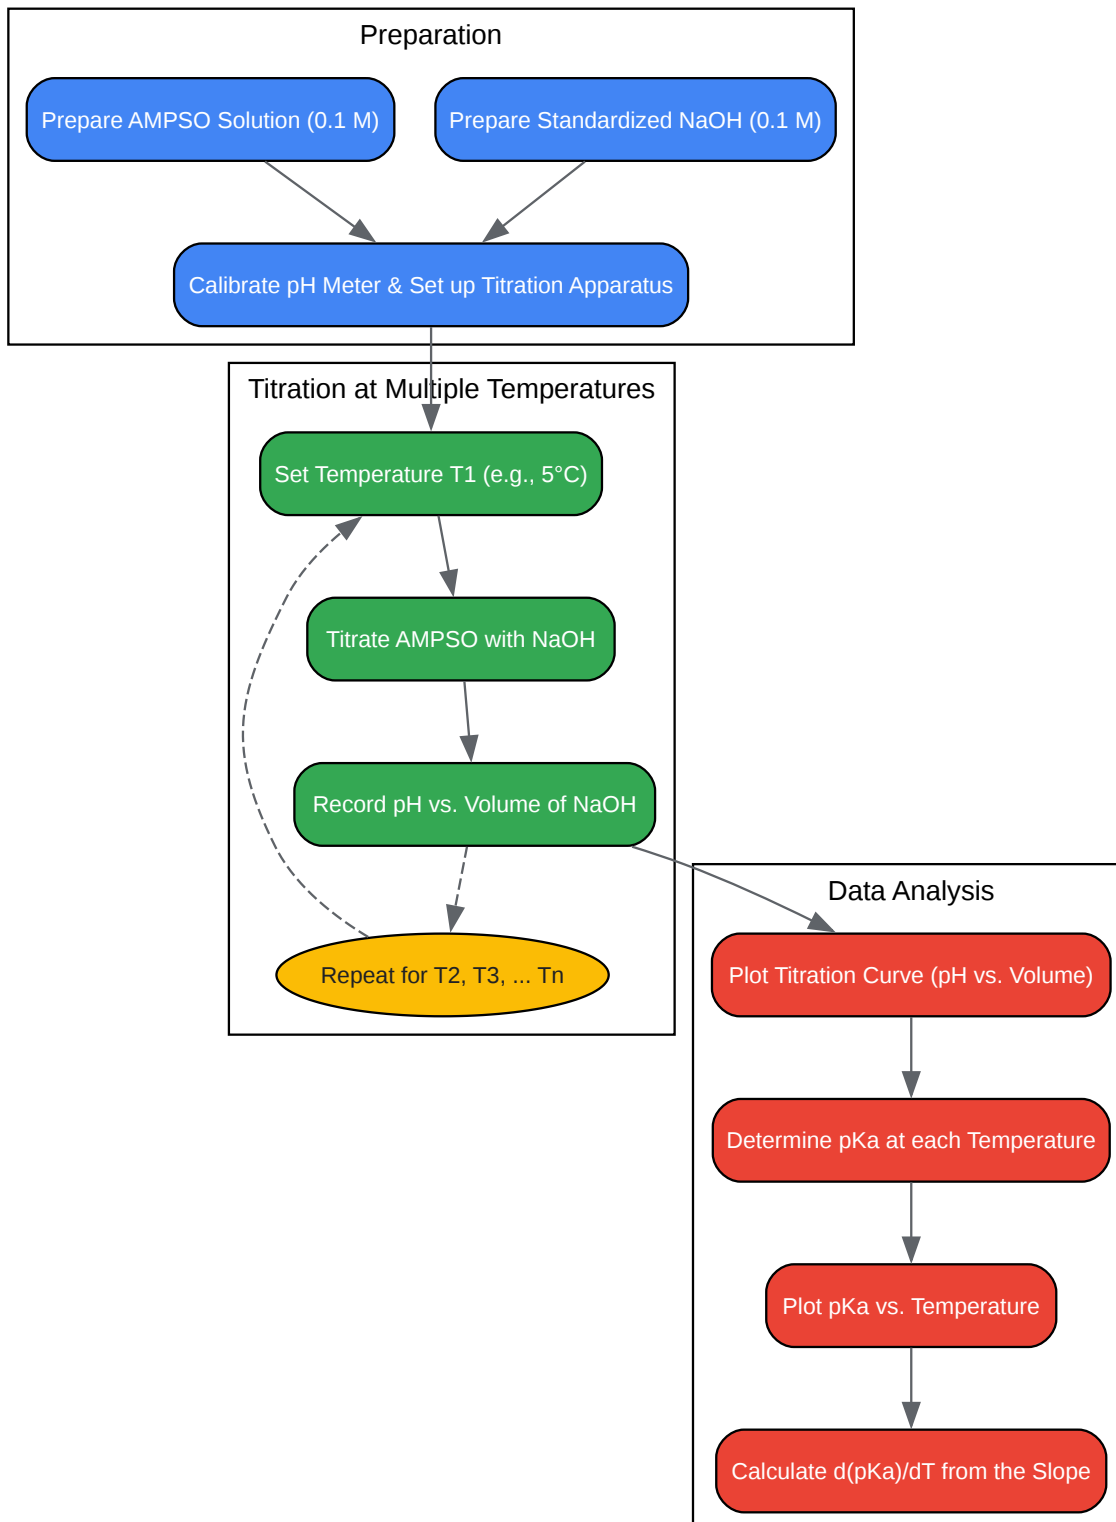 Preparation
Prepare AMPSO Solution (0.1 M)
Prepare Standardized NaOH (0.1 M)
Calibrate pH Meter & Set up Titration Apparatus
Titration at Multiple Temperatures
Set Temperature T1 (e.g., 5°C)
Titrate AMPSO with NaOH
Record pH vs. Volume of NaOH
Repeat for T2, T3, ... Tn
Data Analysis
Plot Titration Curve (pH vs. Volume)
Determine pKa at each Temperature
Plot pKa vs. Temperature
Calculate d(pKa)/dT from the Slope